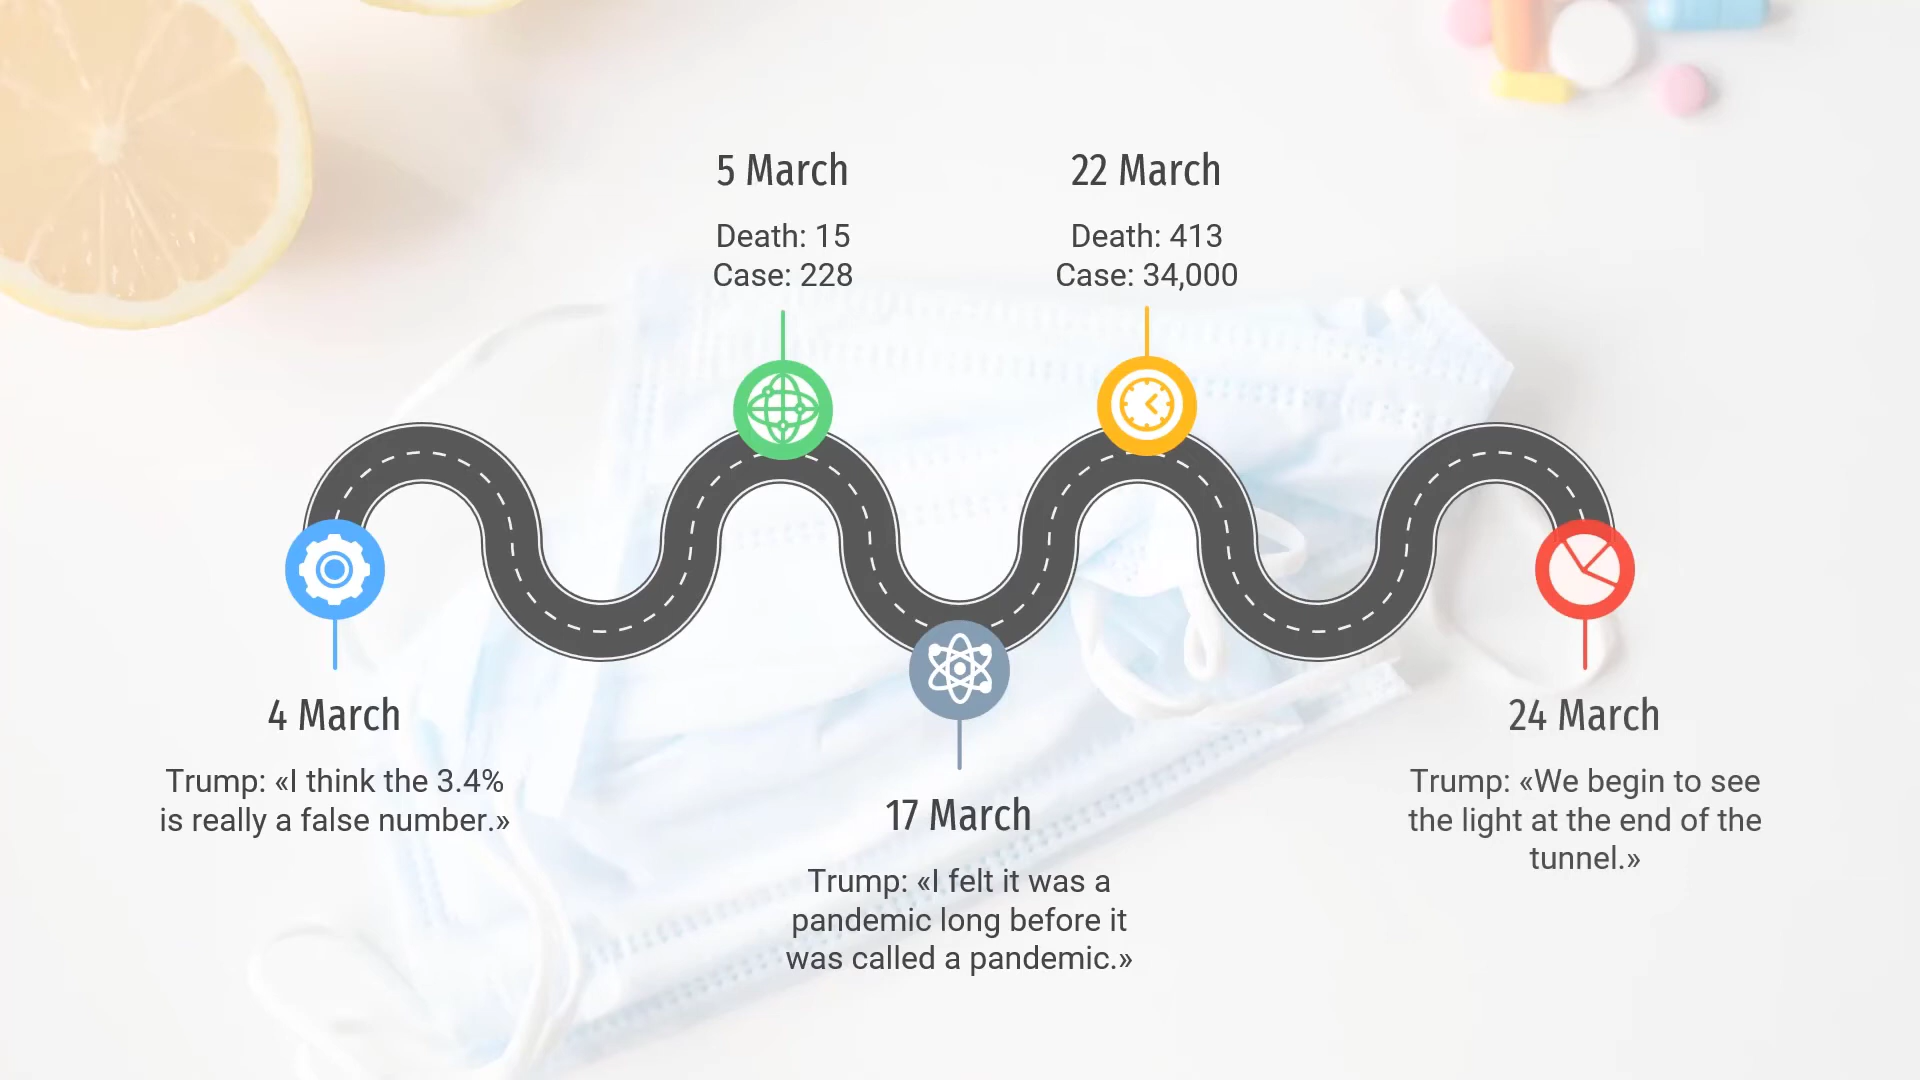 5 March
Death: 15
Case: 228
22 March
Death: 413
Case: 34,000
4 March
Trump: «I think the 3.4%
is really a false number.»
17 March
Trump: «I felt it was a
pandemic long before it
was called a pandemic.»
24 March
Trump: «We begin to see
the light at the end of the
tunnel.»